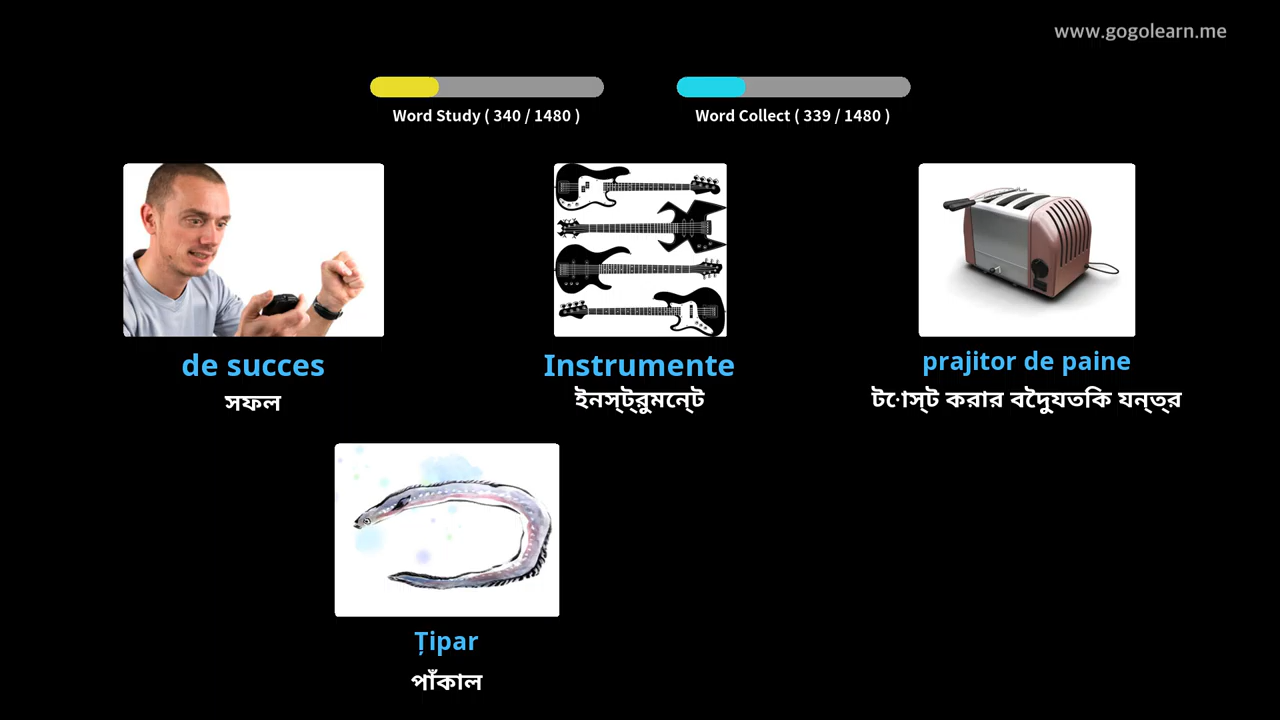 www.gogolearn.me
Word Study ( 340 / 1480 )
Word Collect ( 339 / 1480 )
de succes
Instrumente
prajitor de paine
সফল
ইনস্ট্রুমেন্ট
টোস্ট করার বৈদ্যুতিক যন্ত্র
Țipar
পাঁকাল